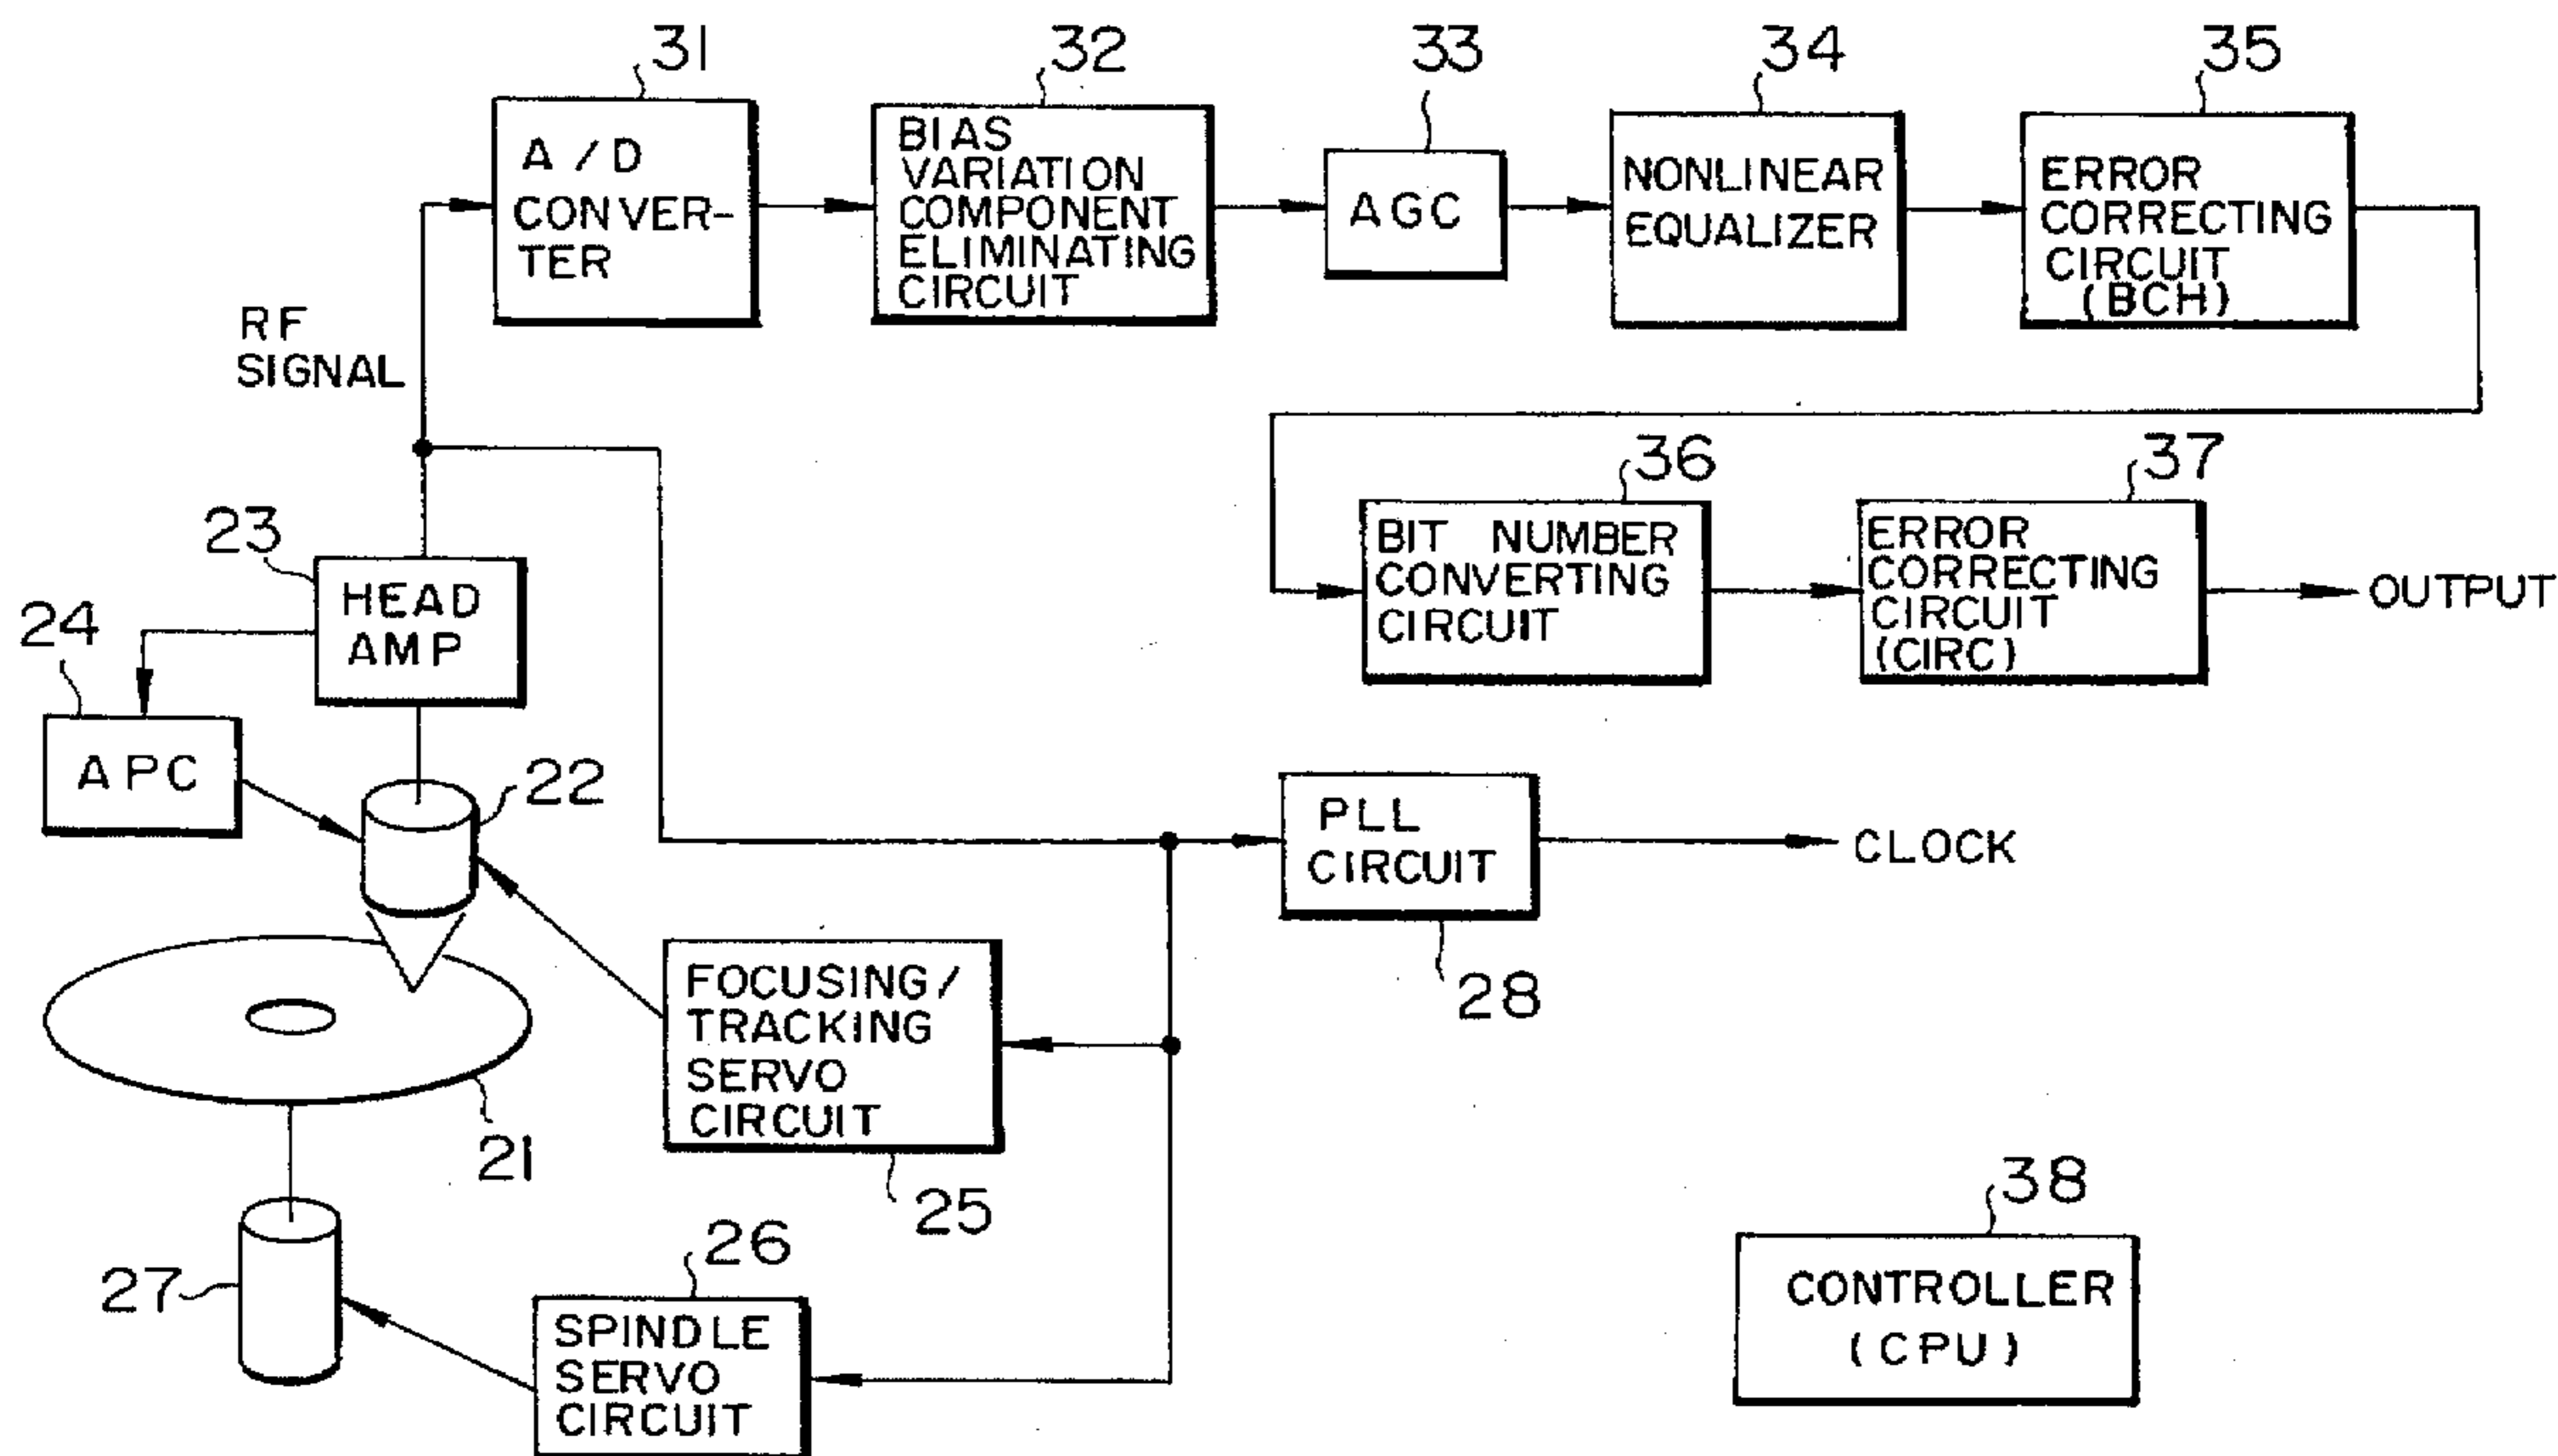 31
32
33
34
35
A / D
CONVER-
TER
BIAS
VARIATION
COMPONENT
ELIMINATING
CIRCUIT
AGC
NONLINEAR
EQUALIZER
ERROR
CORRECTING
CIRCUIT
(BCH)
RF
SIGNAL
36
37
BIT NUMBER
CONVERTING
CIRCUIT
ERROR
CORRECTING
CIRCUIT
(CIRC)
OUTPUT
23
HEAD
AMP
24
APC
22
PLL
CIRCUIT
CLOCK
28
FOCUSING/
TRACKING
SERVO
CIRCUIT
21
25
27
26
SPINDLE
SERVO
CIRCUIT
38
CONTROLLER
(CPU)